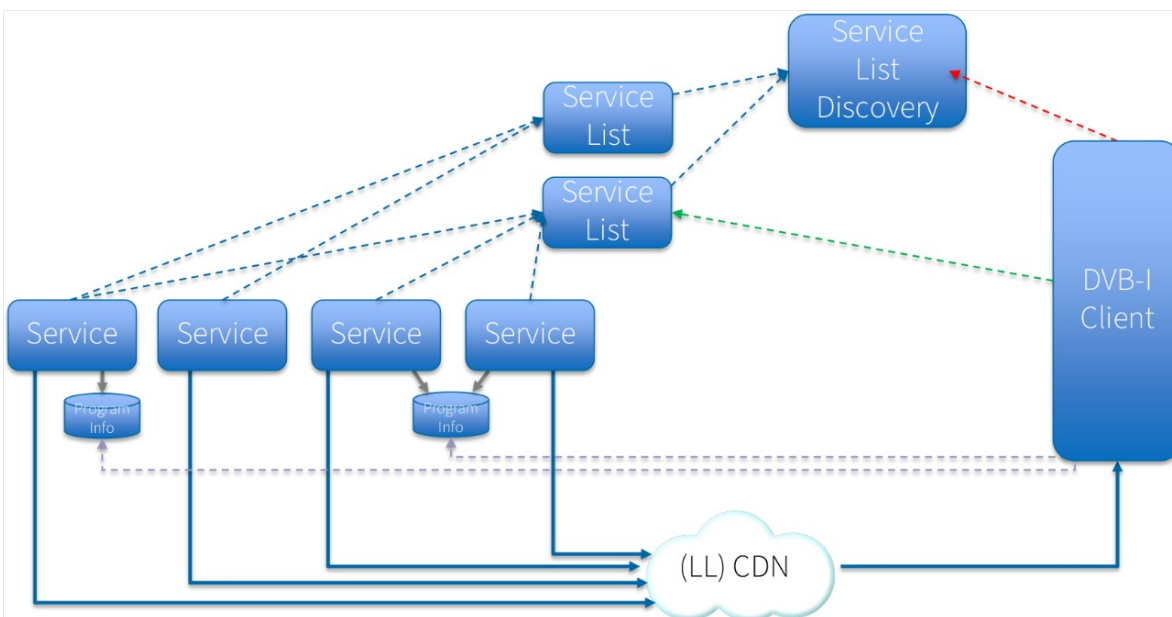 Service
List
Discovery
Service
List
Service
List
DVB-I
Client
Service
Service
Service
Service
Program
Info
Program
Info
(LL) CDN